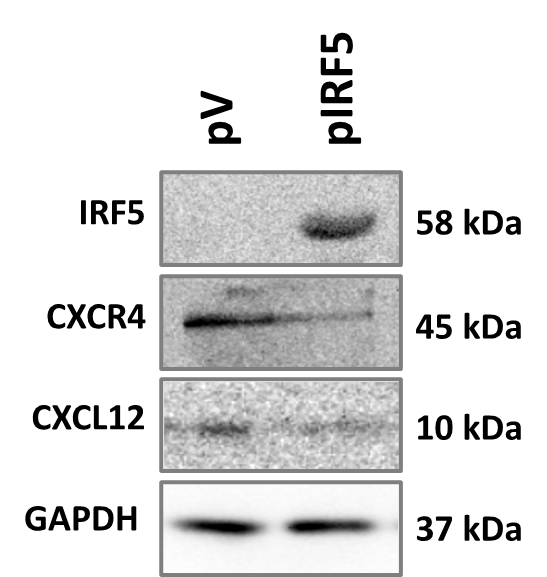 pV
pIRF5
IRF5
58 kDa
CXCR4
45 kDa
CXCL12
10 kDa
GAPDH
37 kDa